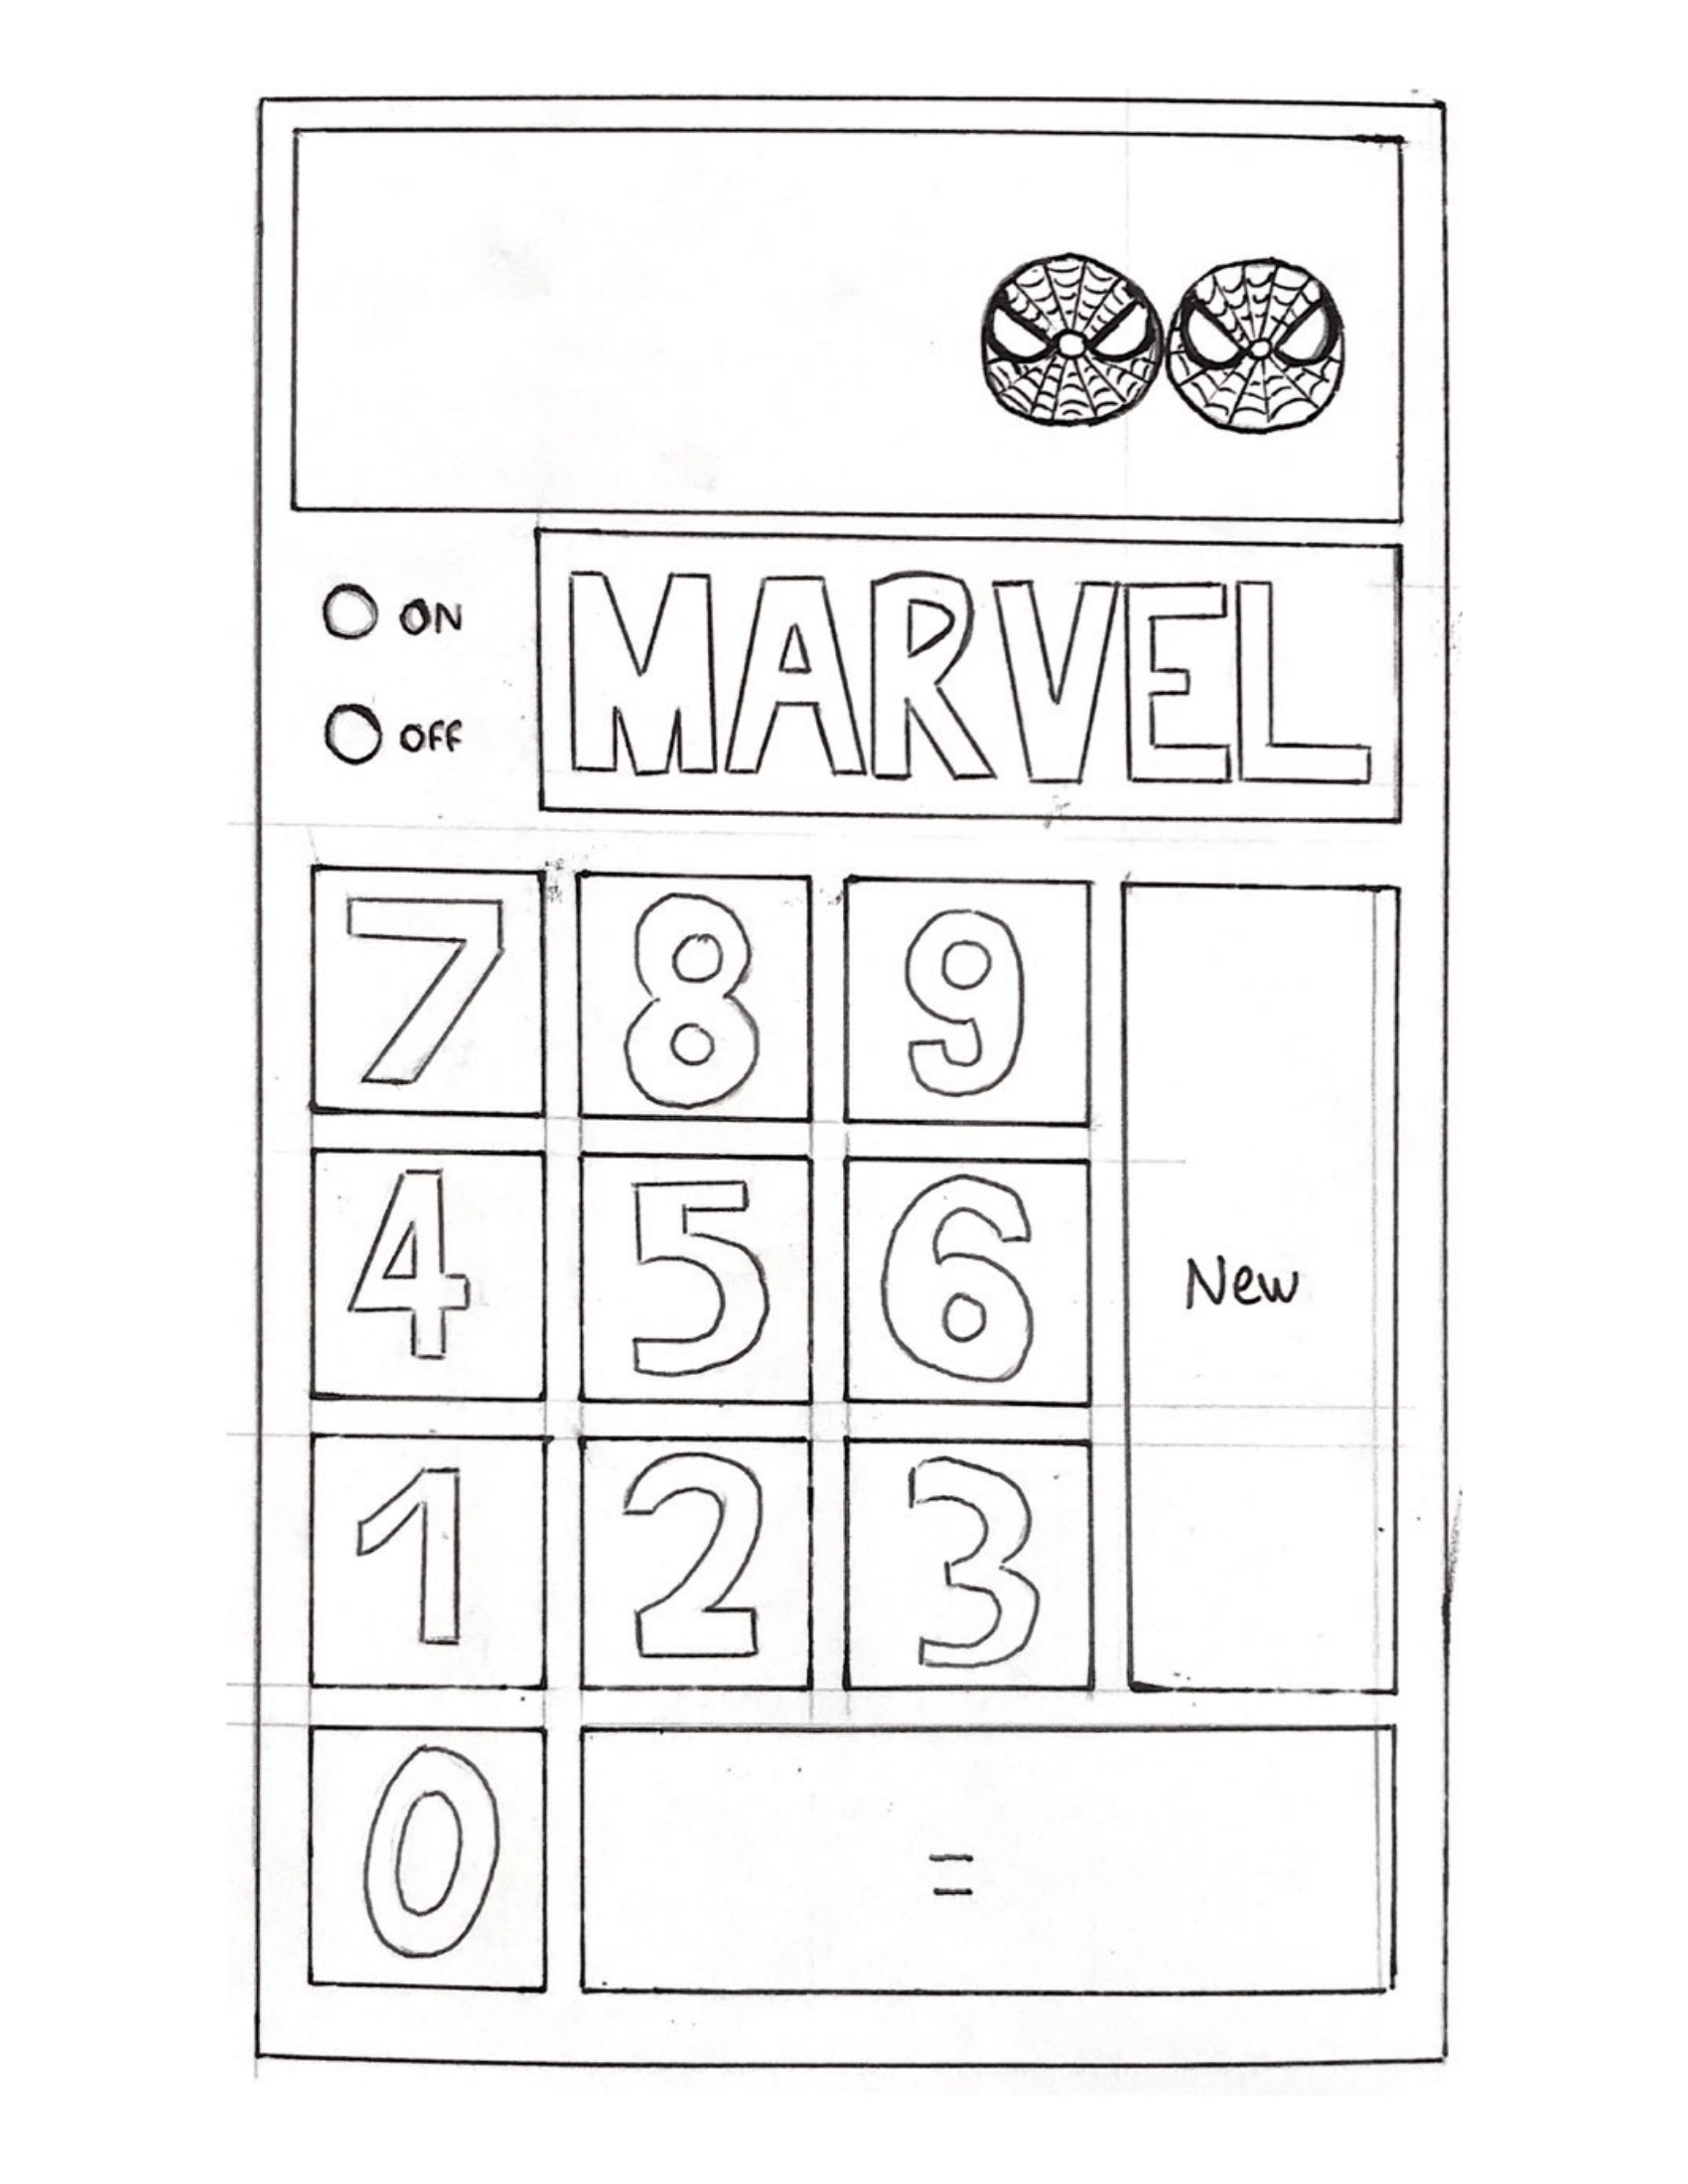 ON
MARVEL
OFF
7 8 9
4 5 6
New
1 2 3
0 =